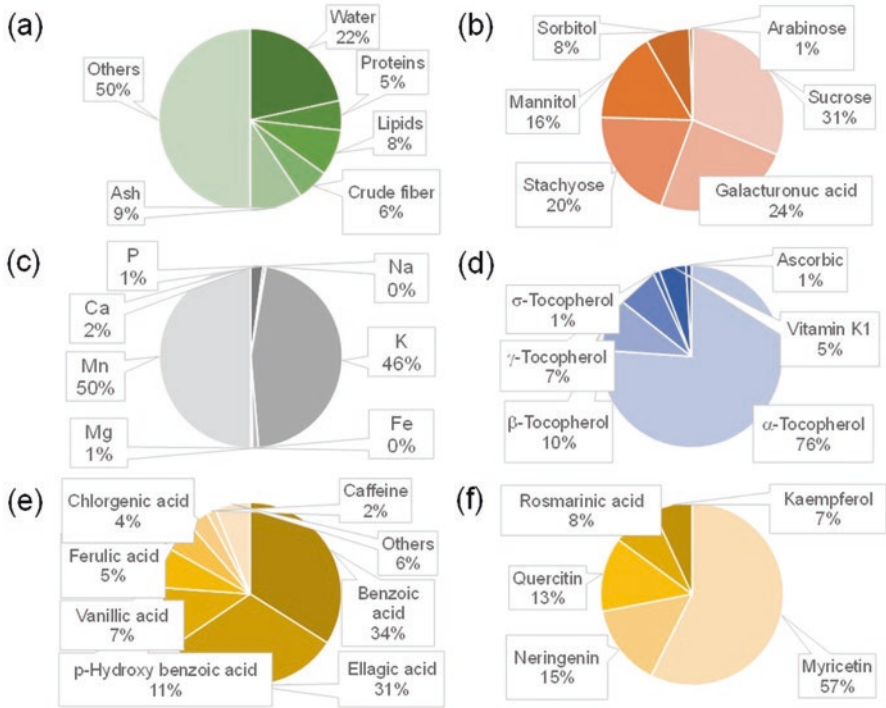 (a)
Water
22%
Proteins
5%
Lipids
8%
Crude fiber
6%
Ash
9%
Others
50%
(b)
Arabinose
1%
Sucrose
31%
Galacturonuc acid
24%
Stachyose
20%
Mannitol
16%
Sorbitol
8%
(c)
P
1%
Na
0%
Ca
2%
K
46%
Mn
50%
Mg
1%
Fe
0%
(d)
Ascorbic
1%
σ-Tocopherol
1%
Vitamin K1
5%
γ-Tocopherol
7%
β-Tocopherol
10%
α-Tocopherol
76%
(e)
Chlorgenic acid
4%
Caffeine
2%
Others
6%
Ferulic acid
5%
Benzoic
acid
34%
Vanillic acid
7%
p-Hydroxy benzoic acid
11%
Ellagic acid
31%
(f)
Rosmarinic acid
8%
Kaempferol
7%
Quercitin
13%
Neringenin
15%
Myricetin
57%